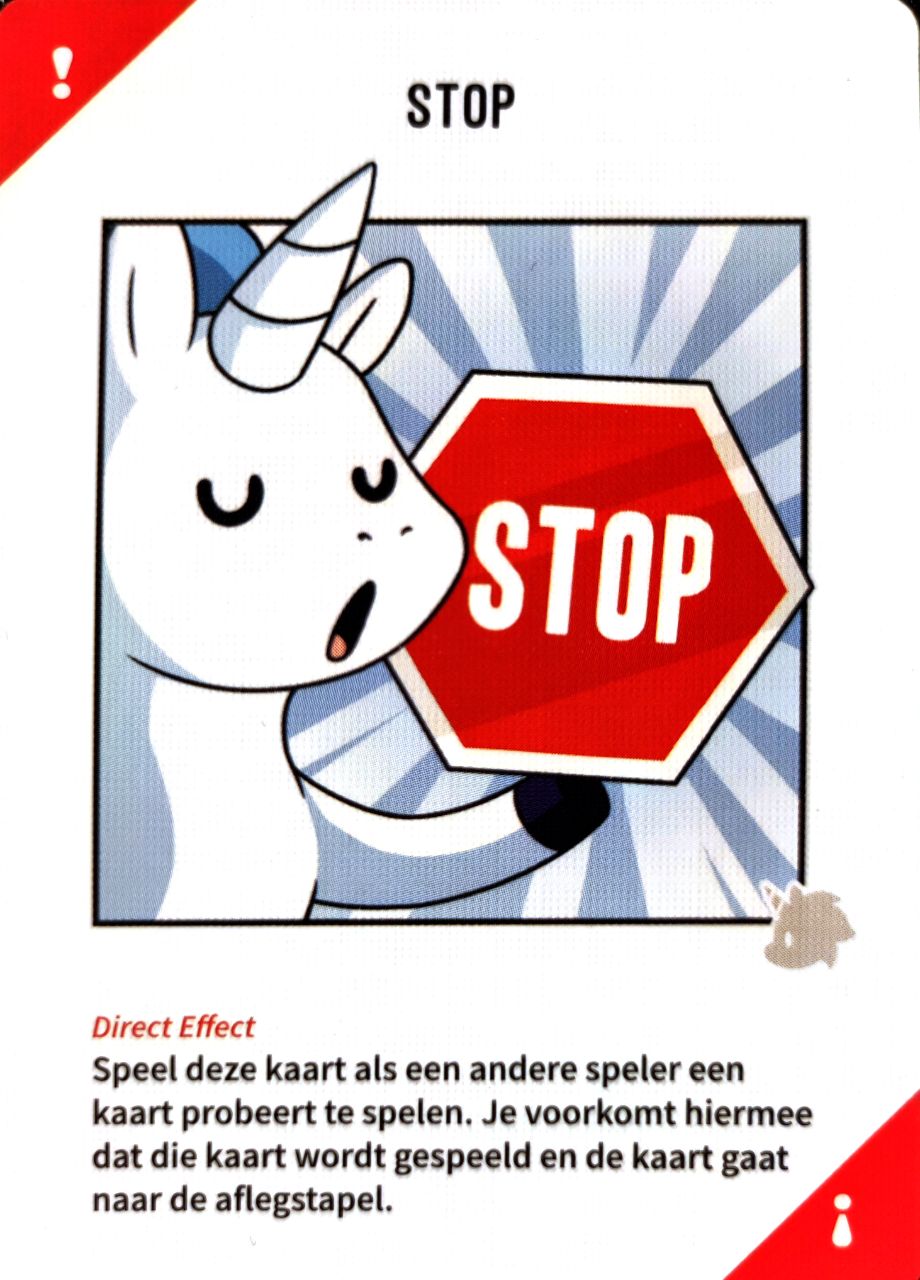 !
STOP
STOP
Direct Effect
Speel deze kaart als een andere speler een
kaart probeert te spelen. Je voorkomt hiermee
dat die kaart wordt gespeeld en de kaart gaat
naar de aflegstapel.
!